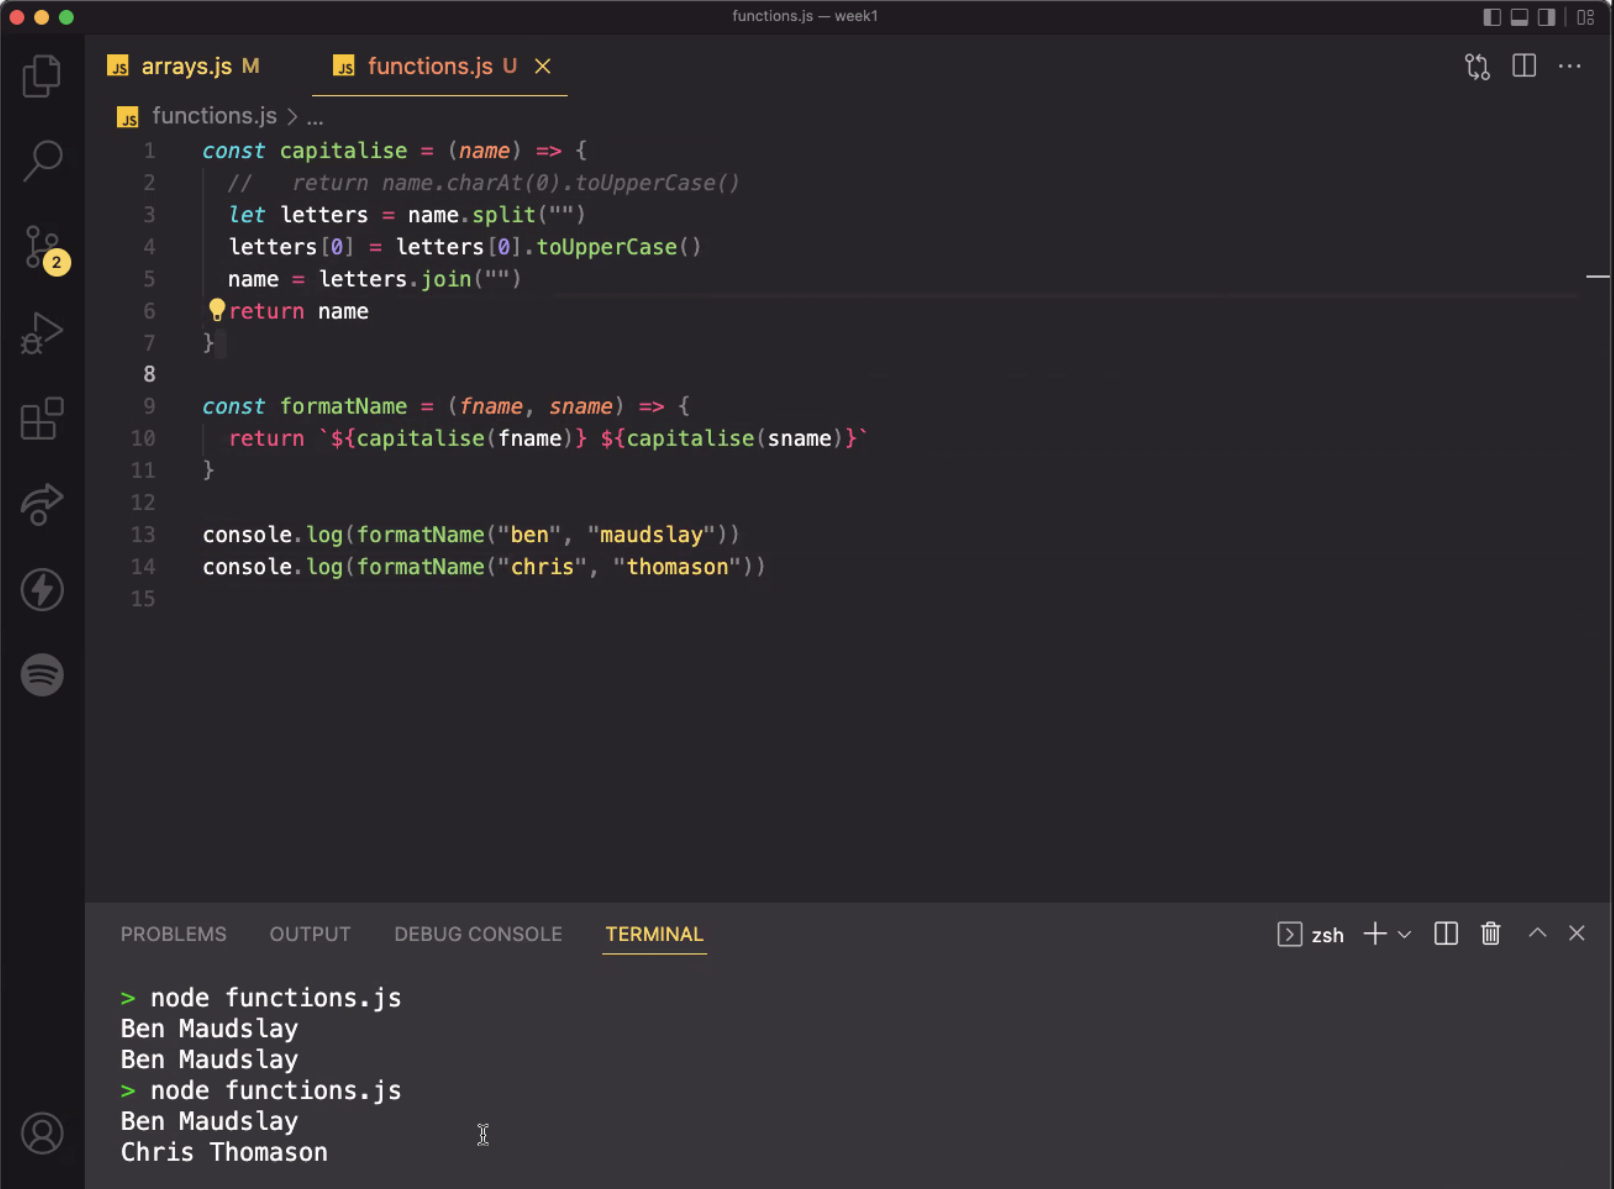 functions.js — week1
JS arrays.js M JS functions.js U
JS functions.js > ...
1 const capitalise = (name) => {
2 //   return name.charAt(0).toUpperCase()
3 let letters = name.split("")
4 letters[0] = letters[0].toUpperCase()
5 name = letters.join("")
6 return name
7 }
8
9 const formatName = (fname, sname) => {
10 return `${capitalise(fname)} ${capitalise(sname)}`
11 }
12
13 console.log(formatName("ben", "maudslay"))
14 console.log(formatName("chris", "thomason"))
15
2
PROBLEMS OUTPUT DEBUG CONSOLE TERMINAL zsh
> node functions.js
Ben Maudslay
Ben Maudslay
> node functions.js
Ben Maudslay
Chris Thomason